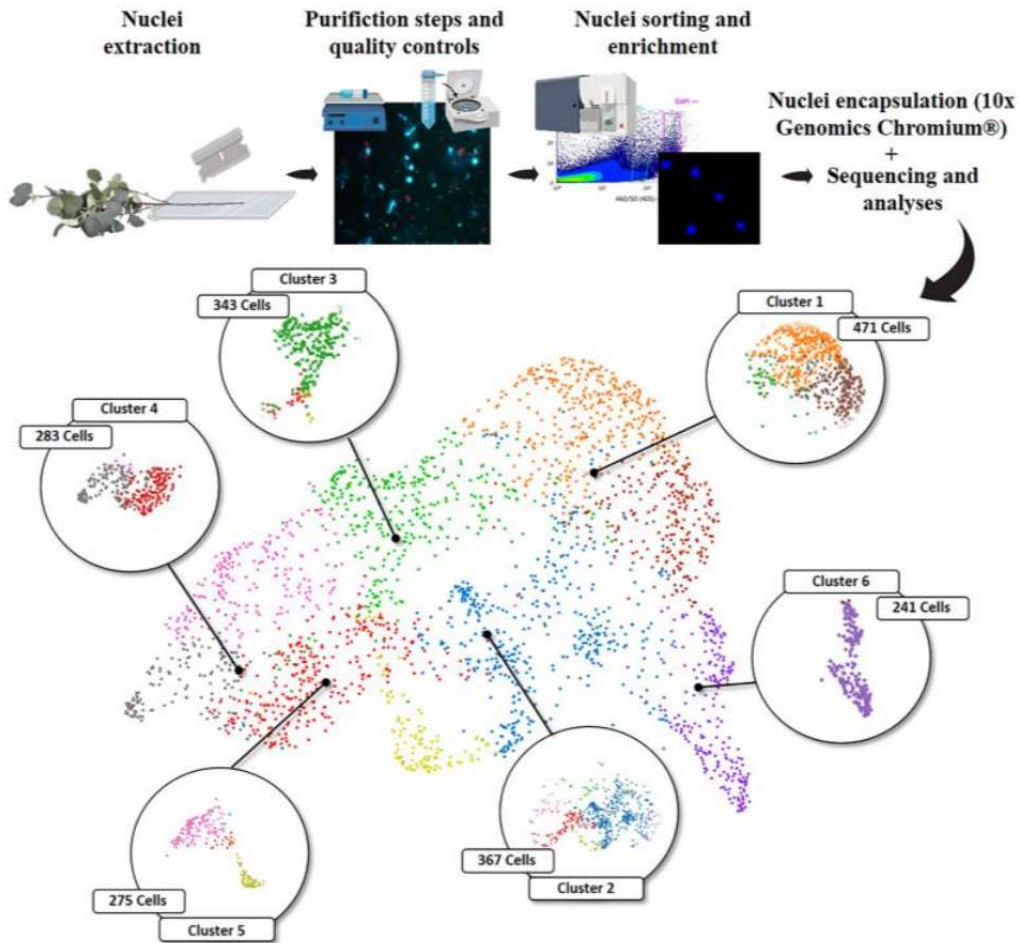 Nuclei
extraction
Purifiction steps and
quality controls
Nuclei sorting and
enrichment
Nuclei encapsulation (10x
Genomics Chromium®)
+
Sequencing and
analyses
Cluster 3
343 Cells
Cluster 1
471 Cells
Cluster 4
283 Cells
Cluster 6
241 Cells
367 Cells
Cluster 2
275 Cells
Cluster 5